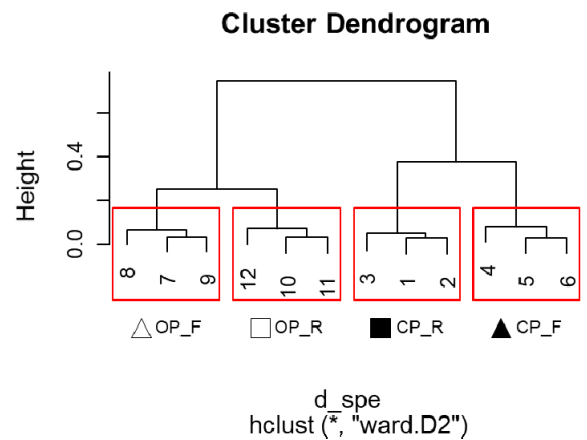 Cluster Dendrogram
Height
0.4
0.0
8 7 9 12 10 11 3 1 2 4 5 6
OP_F OP_R CP_R CP_F
d_spe
hclust (*, "ward.D2")